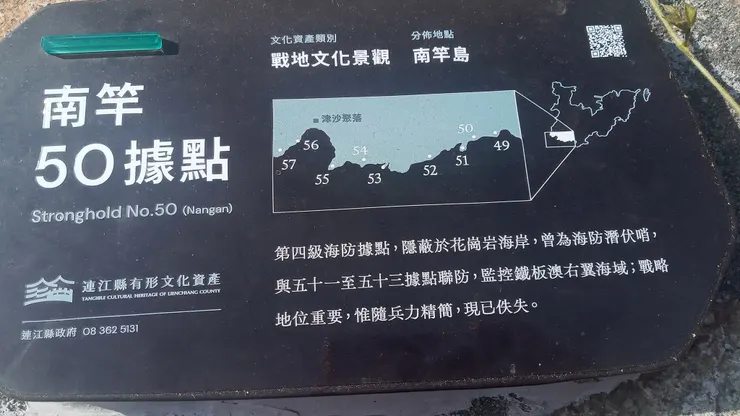 南竿
50據點
Stronghold No.50 (Nangan)
連江縣有形文化資產
TANGIBLE CULTURAL HERITAGE OF LIENCHIANG COUNTY
連江縣政府 08 362 5131
文化資產類別
戰地文化景觀
分佈地點
南竿島
津沙聚落
57
56
55
54
53
52
51
50
49
第四級海防據點，隱蔽於花崗岩海岸，曾為海防潛伏哨，
與五十一至五十三據點聯防，監控鐵板澳右翼海域；戰略
地位重要，惟隨兵力精簡，現已佚失。